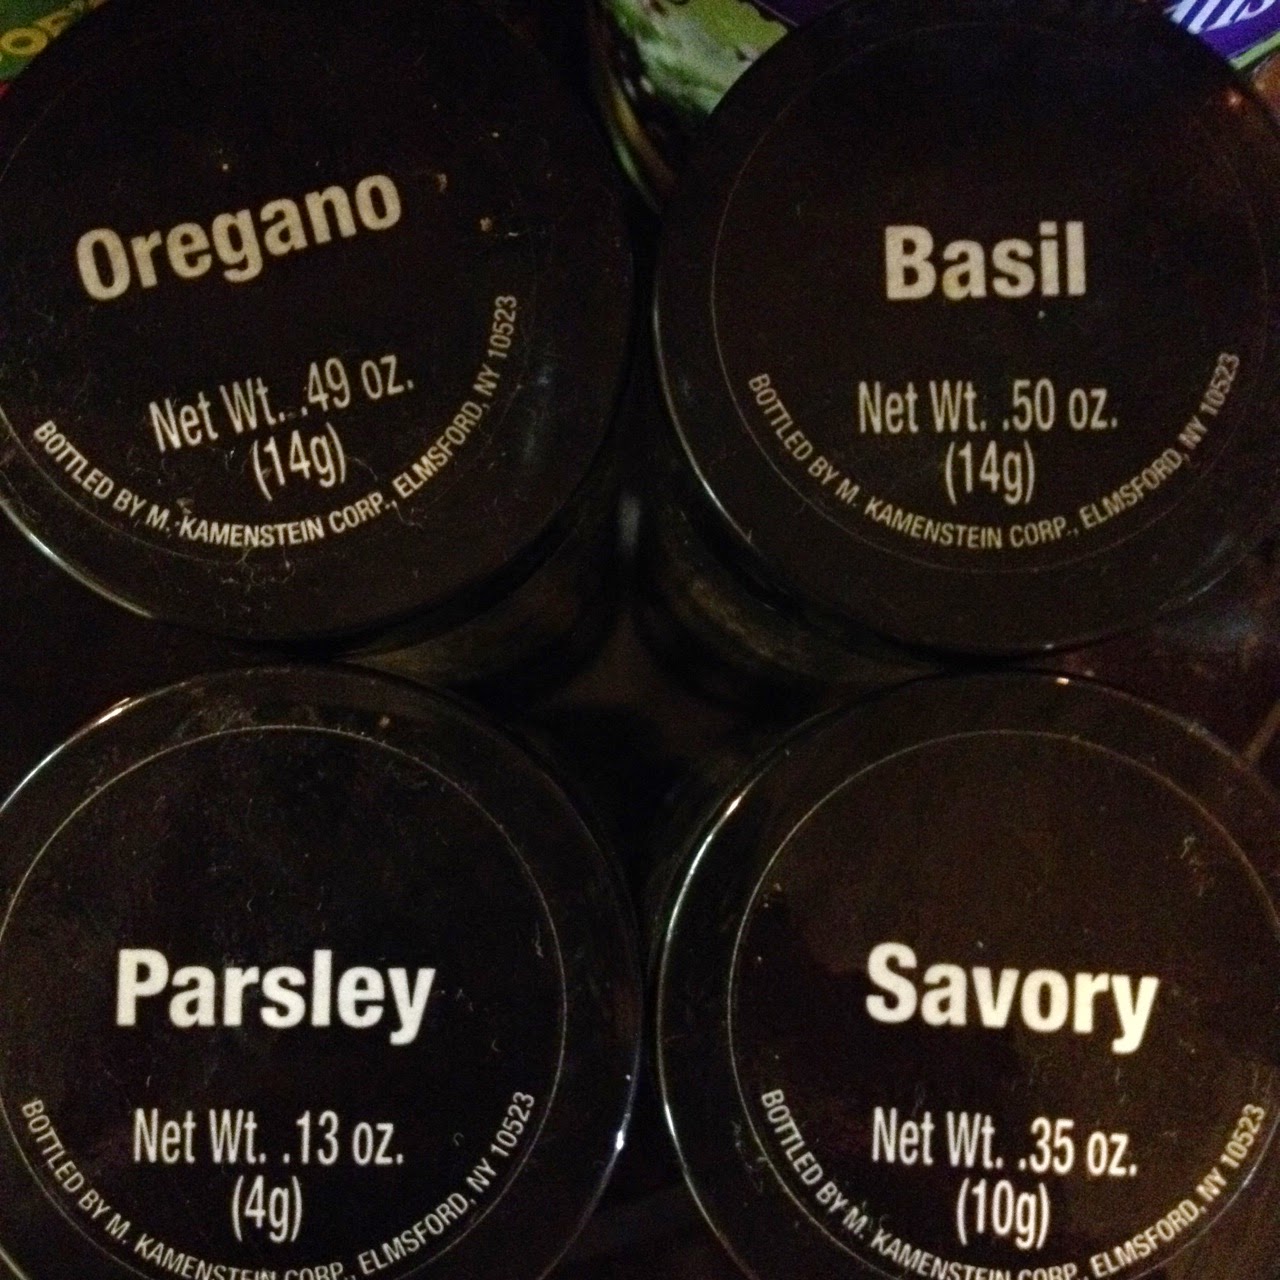 Oregano
Net Wt. .49 oz.
(14g)
BOTTLED BY M. KAMENSTEIN CORP., ELMSFORD, NY 10523
Basil
Net Wt. .50 oz.
(14g)
BOTTLED BY M. KAMENSTEIN CORP., ELMSFORD, NY 10523
Parsley
Net Wt. .13 oz.
(4g)
BOTTLED BY M. KAMENSTEIN CORP., ELMSFORD, NY 10523
Savory
Net Wt. .35 oz.
(10g)
BOTTLED BY M. KAMENSTEIN CORP., ELMSFORD, NY 10523